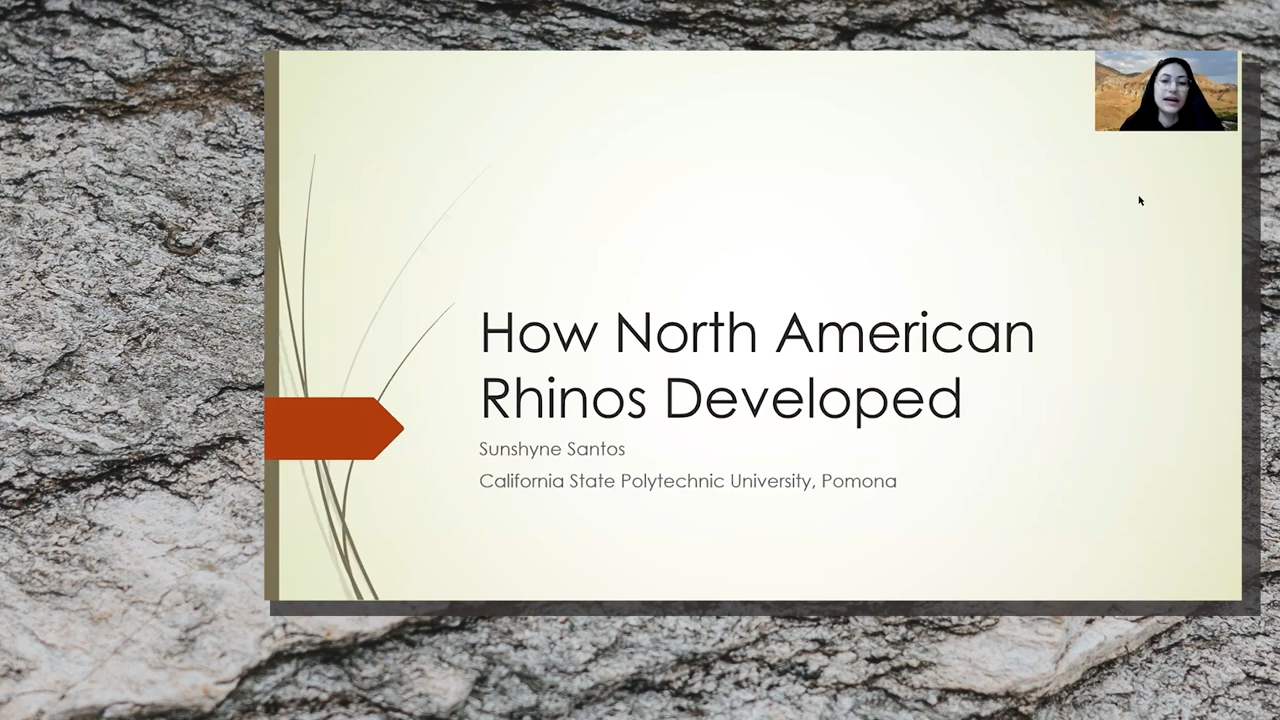 How North American
Rhinos Developed
Sunshyne Santos
California State Polytechnic University, Pomona